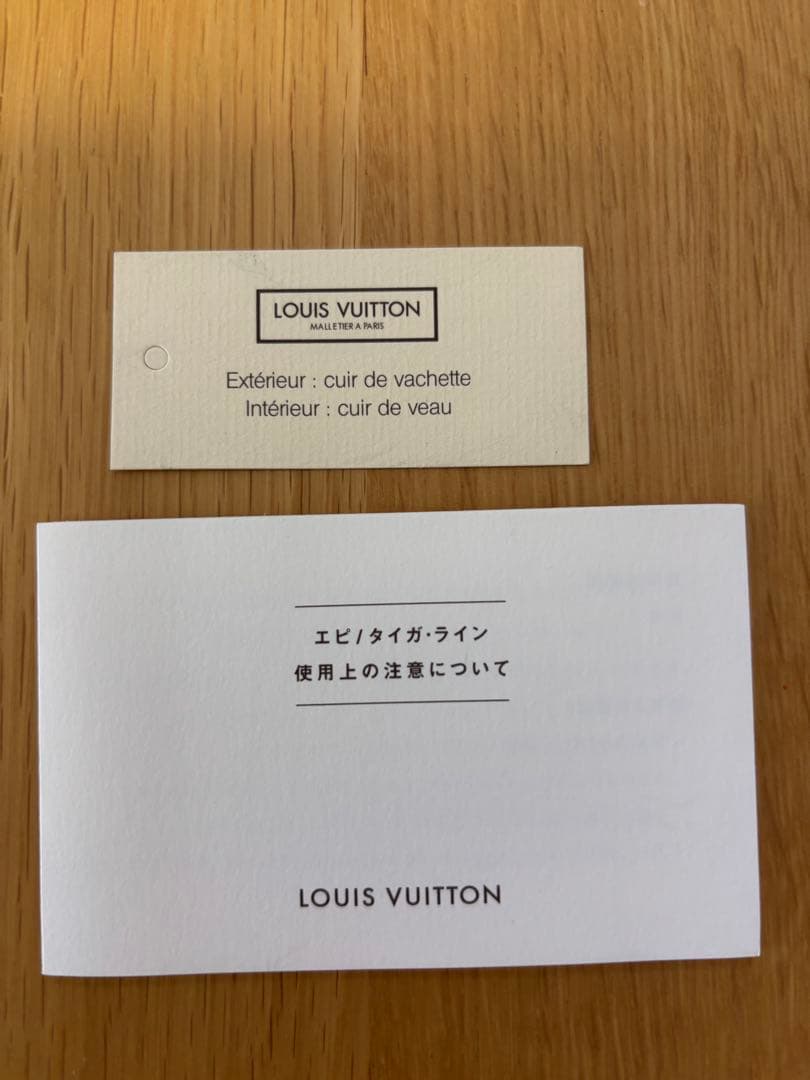 LOUIS VUITTON
MALLETIER A PARIS
Extérieur : cuir de vachette
Intérieur : cuir de veau
エピ/タイガ・ライン
使用上の注意について
LOUIS VUITTON